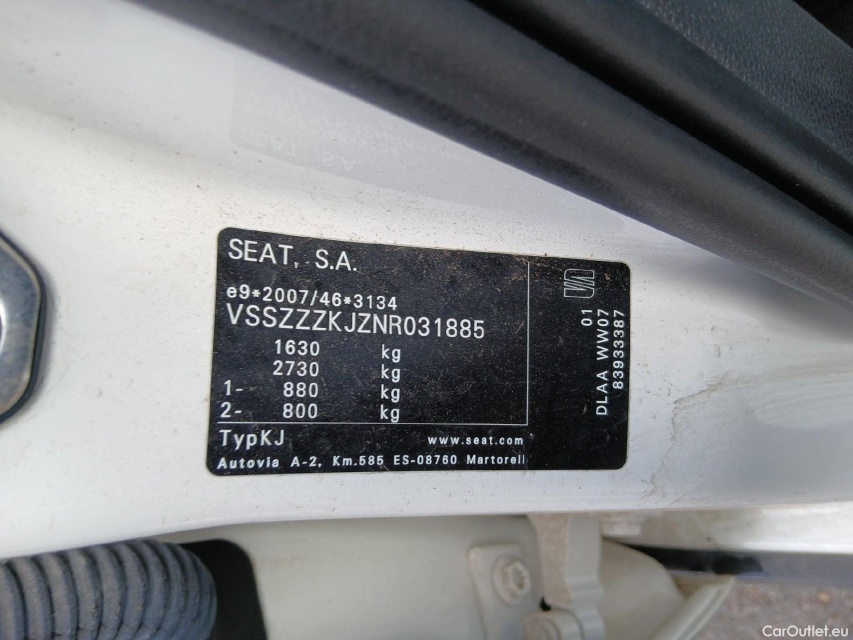 SEAT, S.A.
e9*2007/46*3134
VSSZZZKJZNR031885
1630 kg
2730 kg
1- 880 kg
2- 800 kg
TypKJ www.seat.com
Autovia A-2, Km.585 ES-08760 Martorell
01
DLAA WW07
83933387
CarOutlet.eu